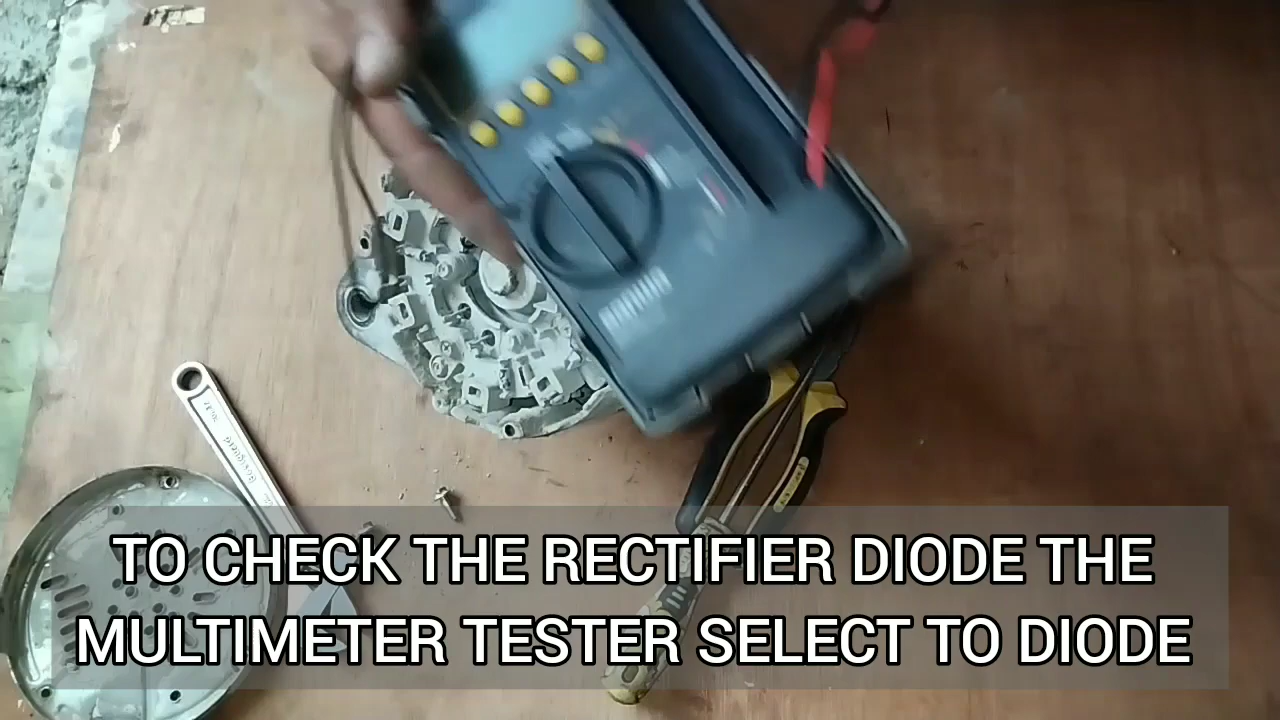 TO CHECK THE RECTIFIER DIODE THE
MULTIMETER TESTER SELECT TO DIODE